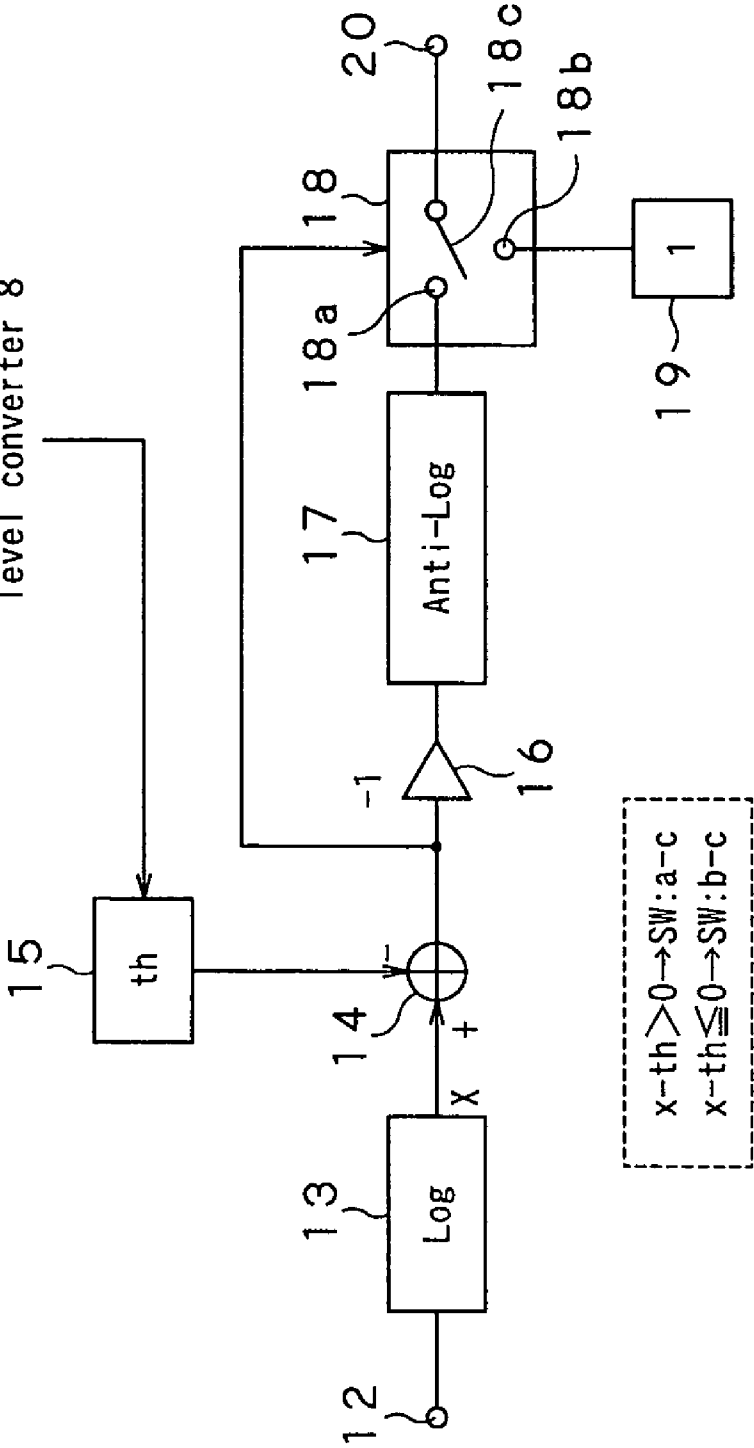 level converter 8
15
th
12
13
Log
X
+
14
-
-1
16
17
Anti-Log
18
18a
18c
18b
20
19
1
x-th>0→SW:a-c
x-th≦0→SW:b-c